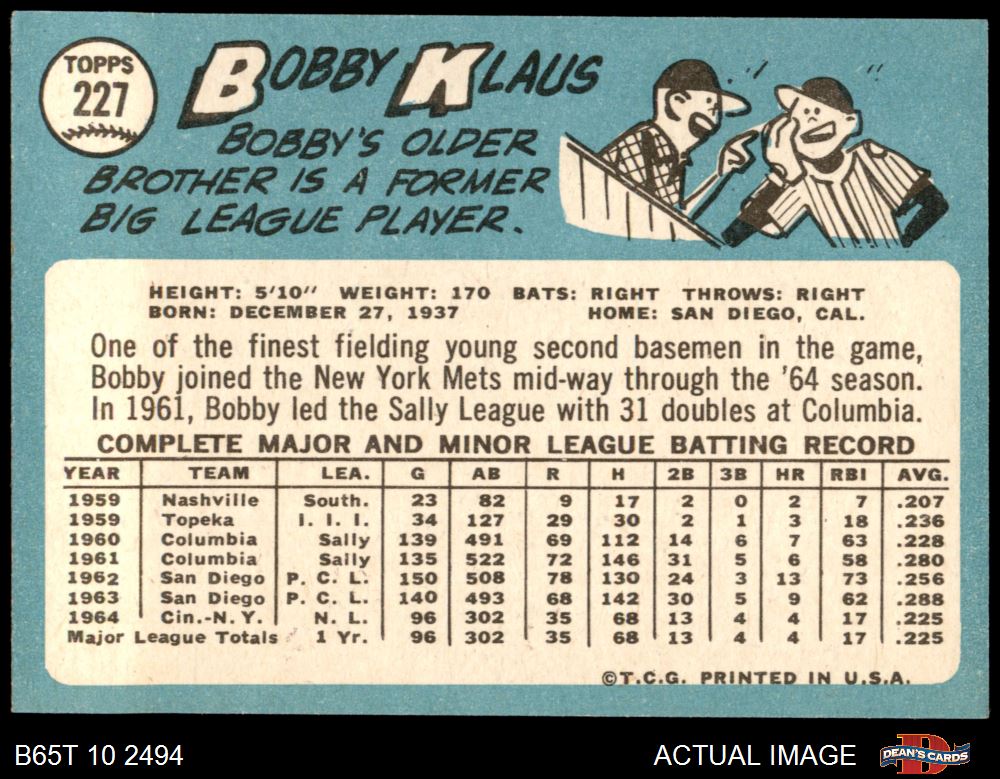 TOPPS
227
BOBBY KLAUS
BOBBY'S OLDER
BROTHER IS A FORMER
BIG LEAGUE PLAYER.
HEIGHT: 5'10" WEIGHT: 170 BATS: RIGHT THROWS: RIGHT
BORN: DECEMBER 27, 1937 HOME: SAN DIEGO, CAL.
One of the finest fielding young second basemen in the game,
Bobby joined the New York Mets mid-way through the '64 season.
In 1961, Bobby led the Sally League with 31 doubles at Columbia.
COMPLETE MAJOR AND MINOR LEAGUE BATTING RECORD
YEAR TEAM LEA. G AB R H 2B 3B HR RBI AVG.
1959 Nashville South. 23 82 9 17 2 0 2 7 .207
1959 Topeka I. I. I. 34 127 29 30 2 1 3 18 .236
1960 Columbia Sally 139 491 69 112 14 6 7 63 .228
1961 Columbia Sally 135 522 72 146 31 5 6 58 .280
1962 San Diego P. C. L. 150 508 78 130 24 3 13 73 .256
1963 San Diego P. C. L. 140 493 68 142 30 5 9 62 .288
1964 Cin.-N. Y. N. L. 96 302 35 68 13 4 4 17 .225
Major League Totals 1 Yr. 96 302 35 68 13 4 4 17 .225
©T.C.G. PRINTED IN U.S.A.
B65T 10 2494 ACTUAL IMAGE DEAN'S CARDS